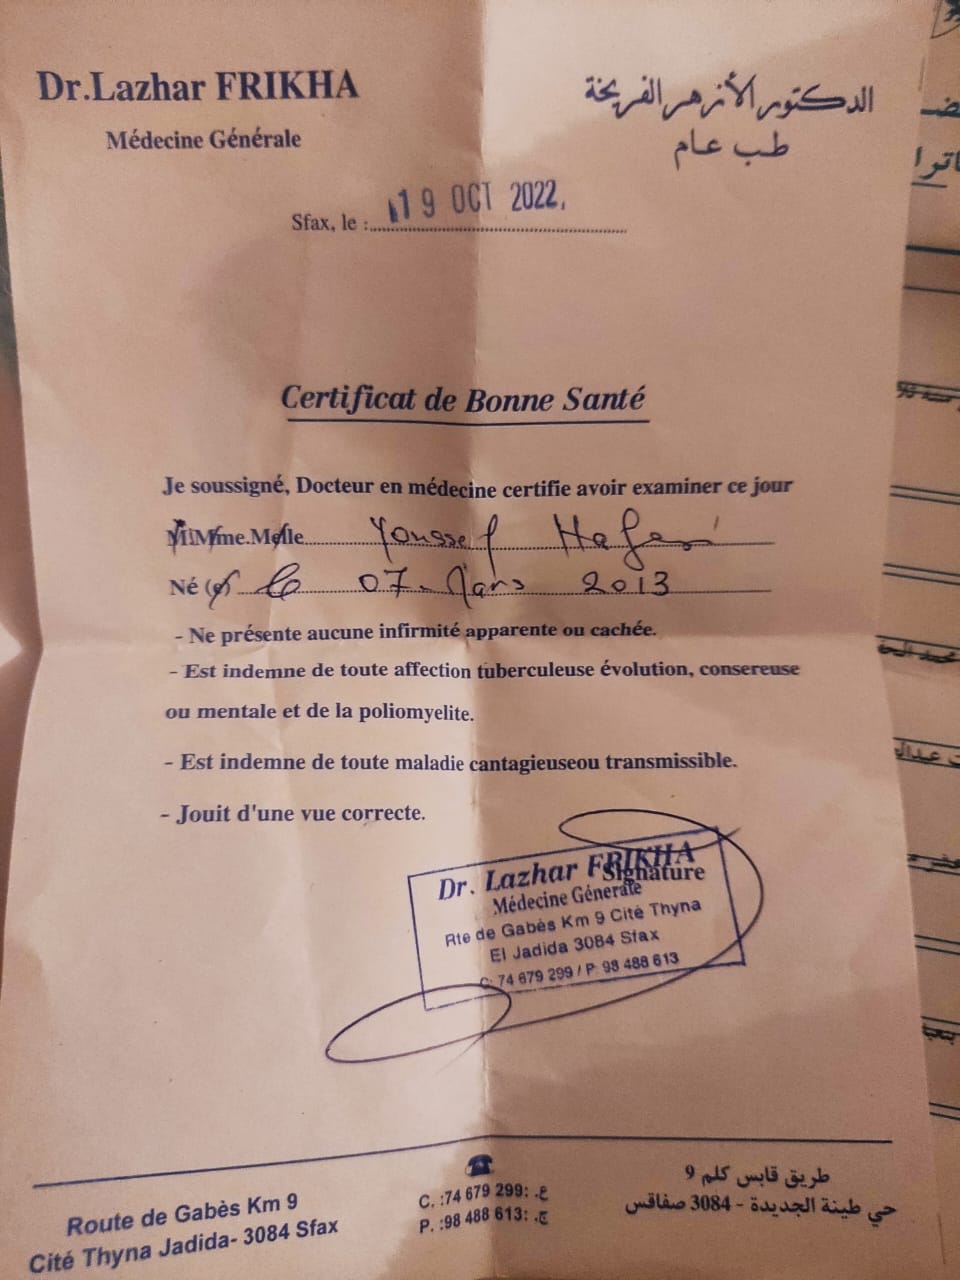 Dr.Lazhar FRIKHA
Médecine Générale
الدكتور الأزهر الفريخة
طب عام
Sfax, le : 19 OCT 2022
Certificat de Bonne Santé
Je soussigné, Docteur en médecine certifie avoir examiner ce jour
M.Mme.Melle Youssef
Né (e) le 07 Mars 2013
- Ne présente aucune infirmité apparente ou cachée.
- Est indemne de toute affection tuberculeuse évolution, consereuse
ou mentale et de la poliomyelite.
- Est indemne de toute maladie cantagieuseou transmissible.
- Jouit d'une vue correcte.
Signature
Dr. Lazhar FRIKHA
Médecine Génerale
Rte de Gabès Km 9 Cité Thyna
El Jadida 3084 Sfax
C: 74 679 299 / P: 98 488 613
Route de Gabès Km 9
Cité Thyna Jadida- 3084 Sfax
C. :74 679 299: ع.
P. :98 488 613: ج.
طريق قابس كلم 9
حي طينة الجديدة - 3084 صفاقس